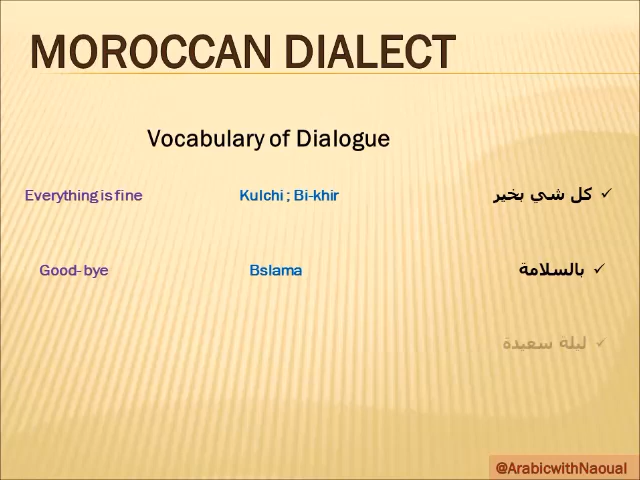 MOROCCAN DIALECT
Vocabulary of Dialogue
Everything is fine Kulchi ; Bi-khir كل شي بخير
Good- bye Bslama بالسلامة
ليلة سعيدة
@ArabicwithNaoual